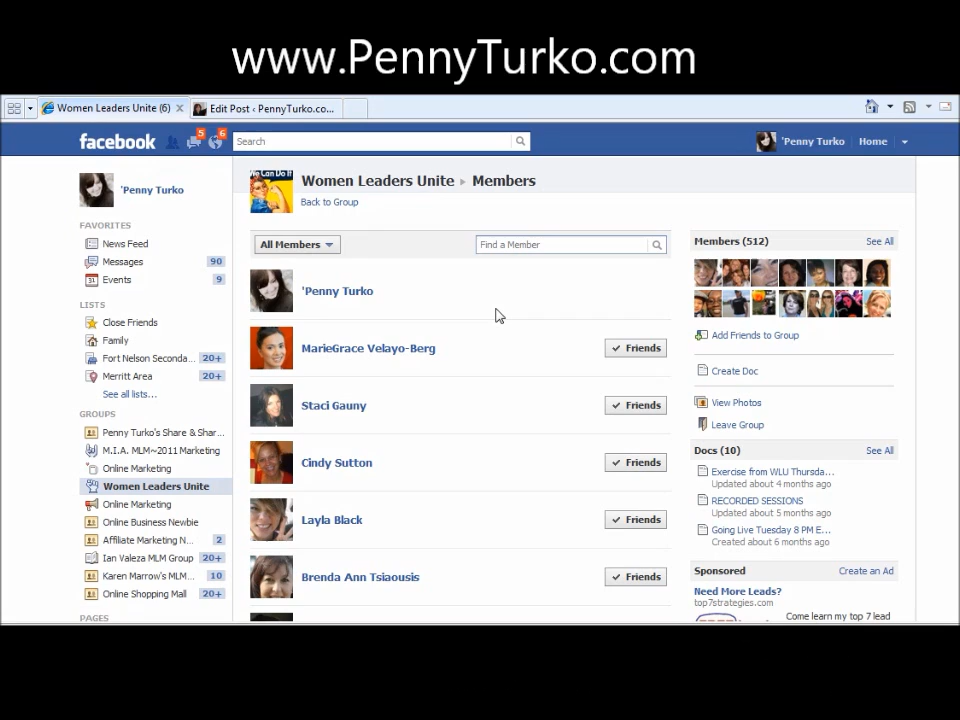 www.PennyTurko.com
Women Leaders Unite (6)
Edit Post ‹ PennyTurko.co...
facebook
5
6
Search
'Penny Turko
Home
'Penny Turko
FAVORITES
News Feed
Messages 90
Events 9
LISTS
Close Friends
Family
Fort Nelson Seconda... 20+
Merritt Area 20+
See all lists...
GROUPS
Penny Turko's Share & Shar...
M.I.A. MLM~2011 Marketing
Online Marketing
Women Leaders Unite
Online Marketing
Online Business Newbie
Affiliate Marketing N... 2
Ian Valeza MLM Group 20+
Karen Marrow's MLM... 10
Online Shopping Mall 20+
PAGES
We Can Do It
Women Leaders Unite ▸ Members
Back to Group
All Members
Find a Member
'Penny Turko
MarieGrace Velayo-Berg
Friends
Staci Gauny
Friends
Cindy Sutton
Friends
Layla Black
Friends
Brenda Ann Tsiaousis
Friends
Members (512) See All
Add Friends to Group
Create Doc
View Photos
Leave Group
Docs (10) See All
Exercise from WLU Thursda...
Updated about 4 months ago
RECORDED SESSIONS
Updated about 5 months ago
Going Live Tuesday 8 PM E...
Created about 6 months ago
Sponsored Create an Ad
Need More Leads?
top7strategies.com
Come learn my top 7 lead